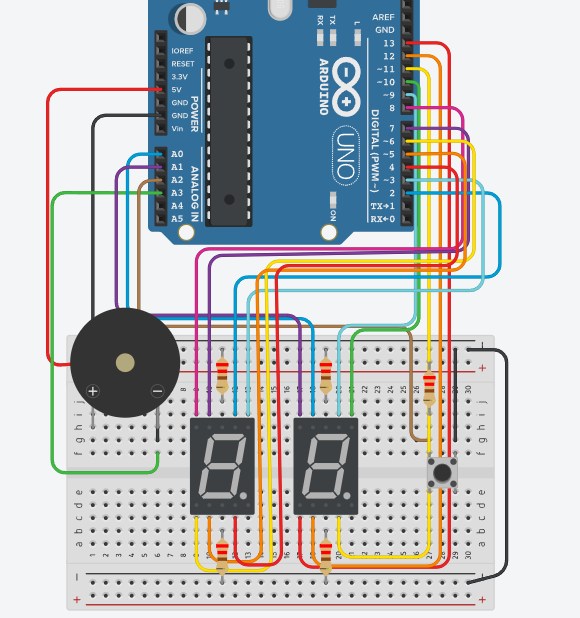 RX TX L
AREF
GND
13
12
~11
~10
~9
8
7
~6
~5
4
~3
2
TX→1
RX←0
DIGITAL (PWM~)
ARDUINO
UNO
ON
IOREF
RESET
3.3V
5V
GND
GND
Vin
POWER
A0
A1
A2
A3
A4
A5
ANALOG IN
+ −
− +
j
i
h
g
f
e
d
c
b
a
− +